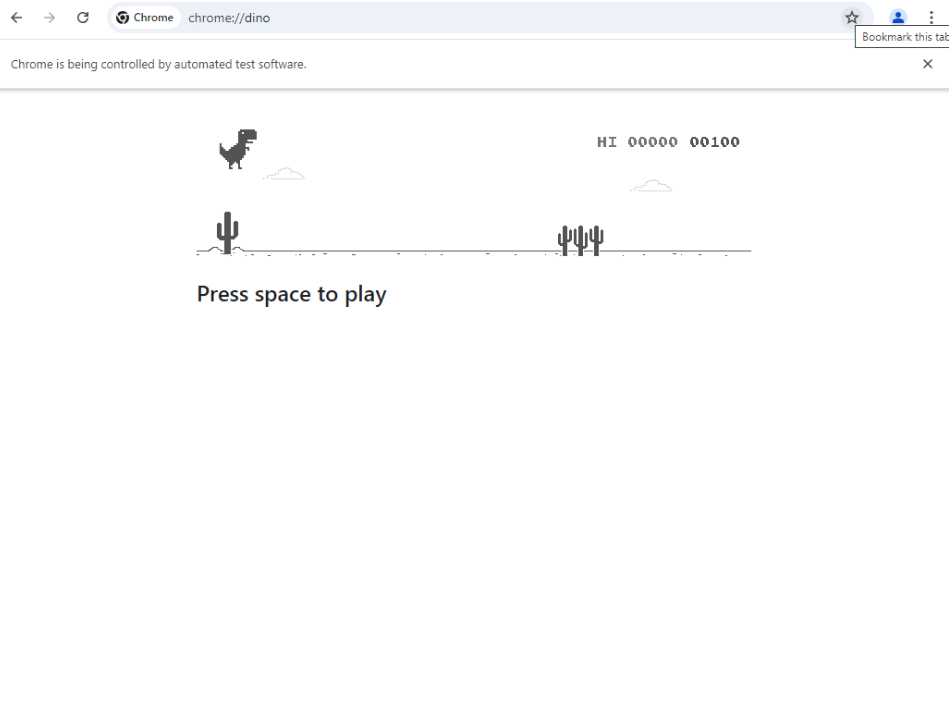 Chrome chrome://dino
Bookmark this tab
Chrome is being controlled by automated test software.
HI 00000 00100
Press space to play